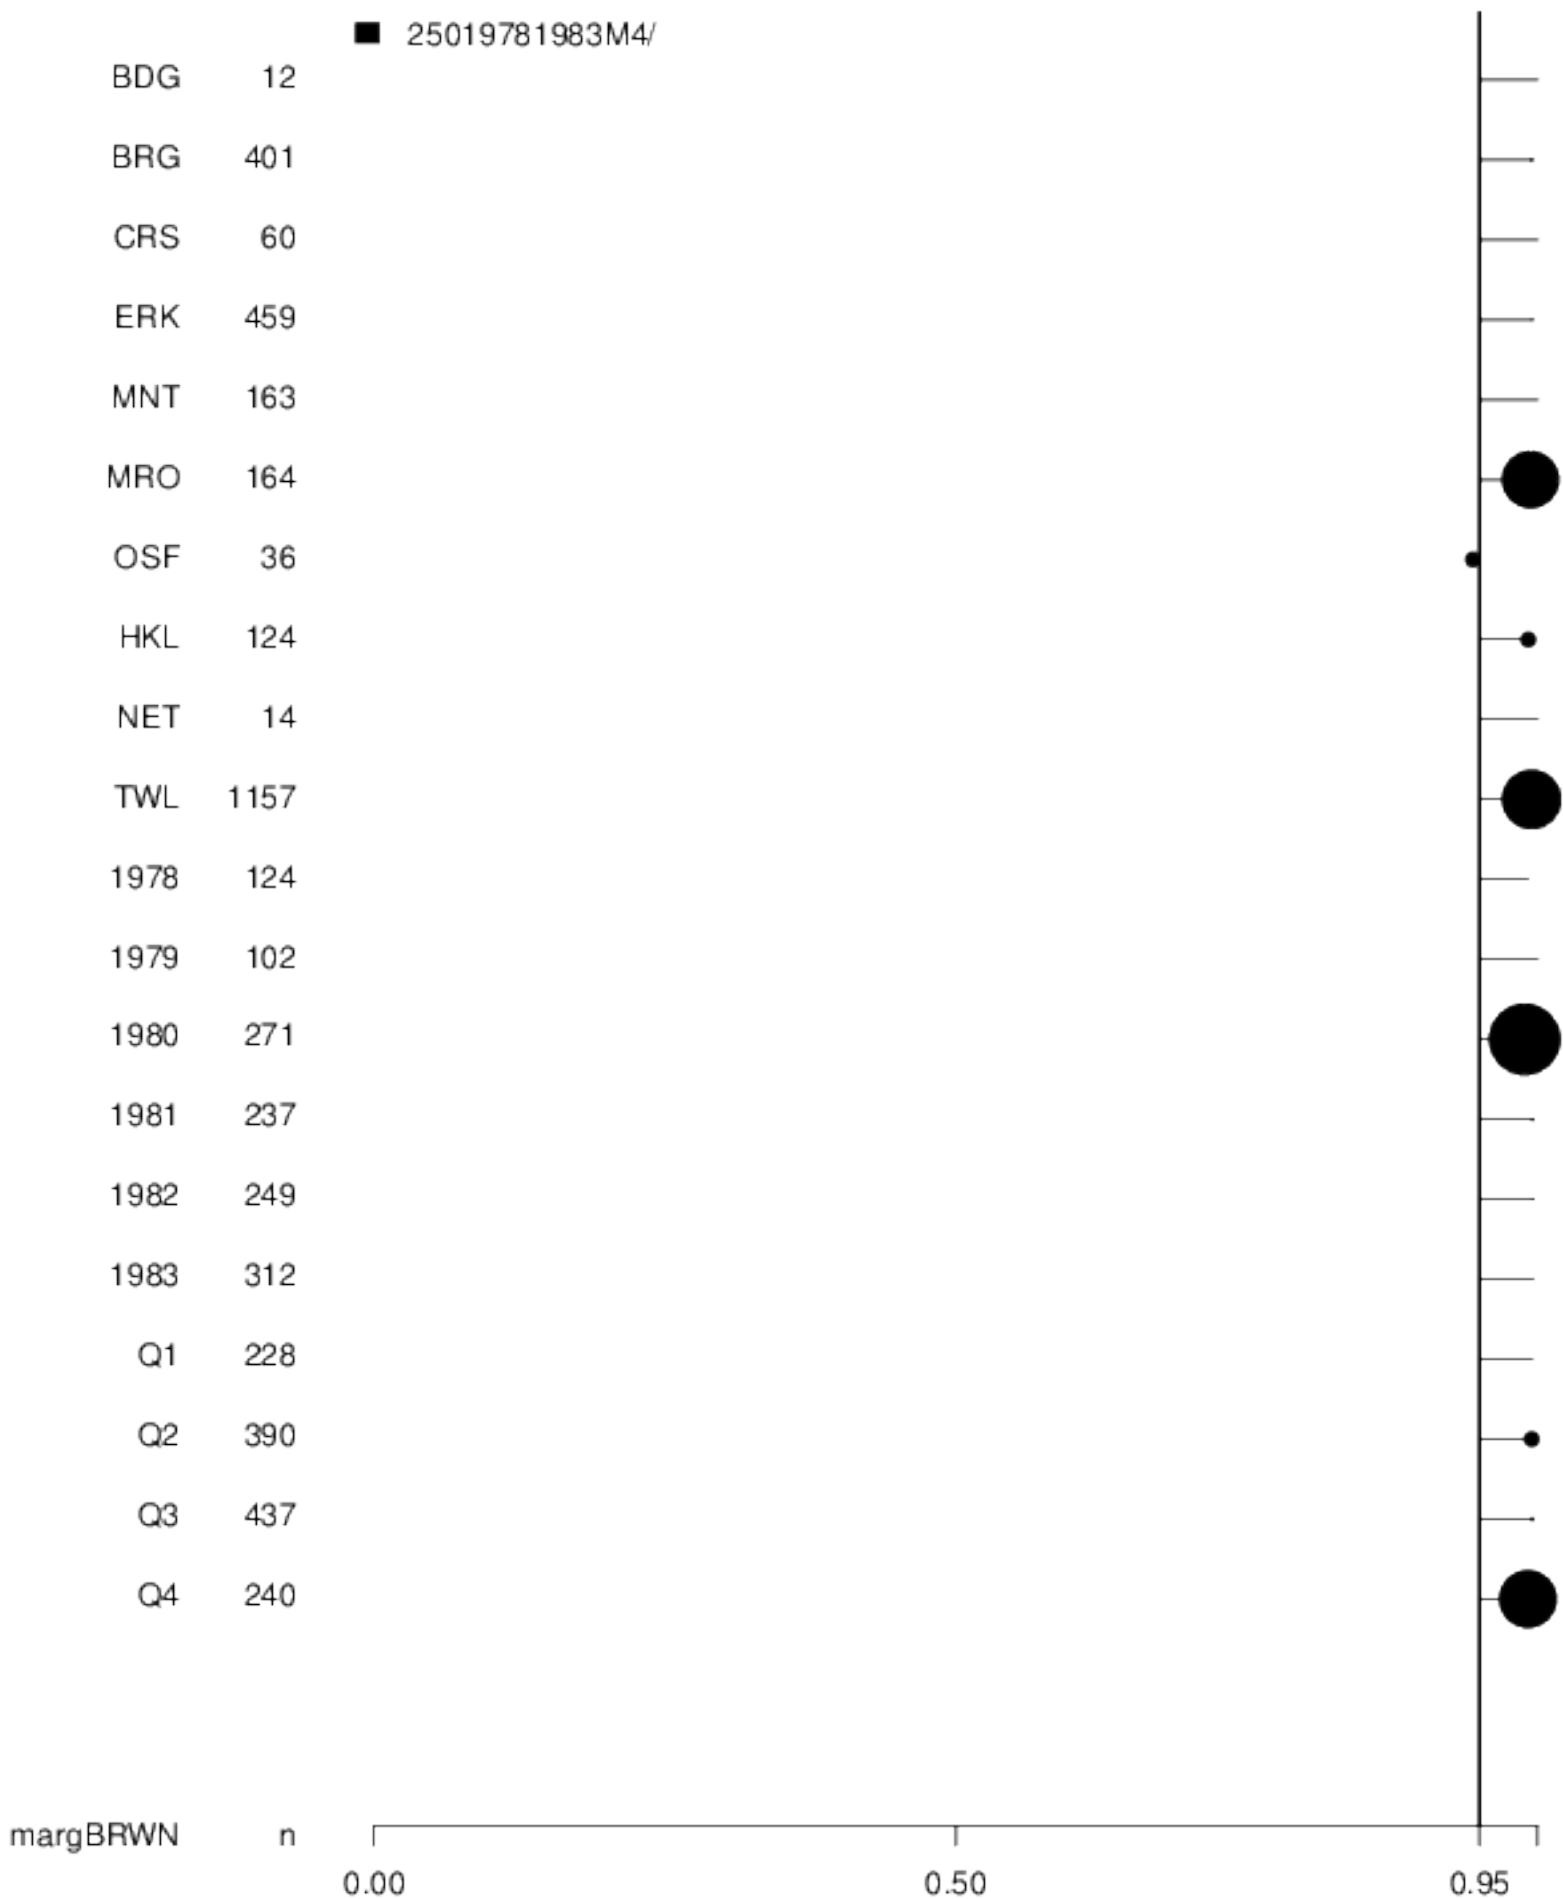 25019781983M4/
BDG 12
BRG 401
CRS 60
ERK 459
MNT 163
MRO 164
OSF 36
HKL 124
NET 14
TWL 1157
1978 124
1979 102
1980 271
1981 237
1982 249
1983 312
Q1 228
Q2 390
Q3 437
Q4 240
margBRWN n
0.00 0.50 0.95